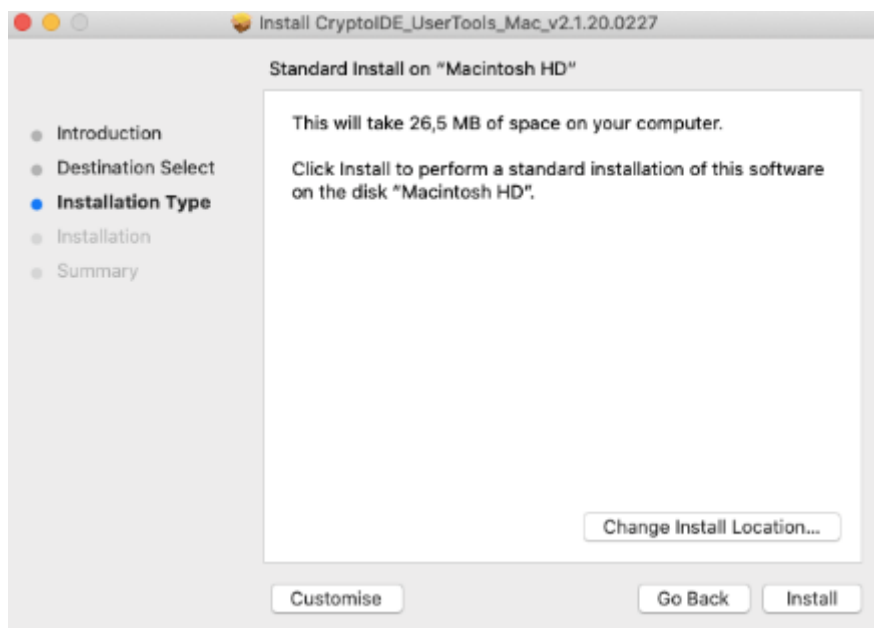 Install CryptoIDE_UserTools_Mac_v2.1.20.0227
Standard Install on “Macintosh HD”
Introduction
Destination Select
Installation Type
Installation
Summary
This will take 26,5 MB of space on your computer.
Click Install to perform a standard installation of this software
on the disk “Macintosh HD”.
Change Install Location...
Customise
Go Back
Install